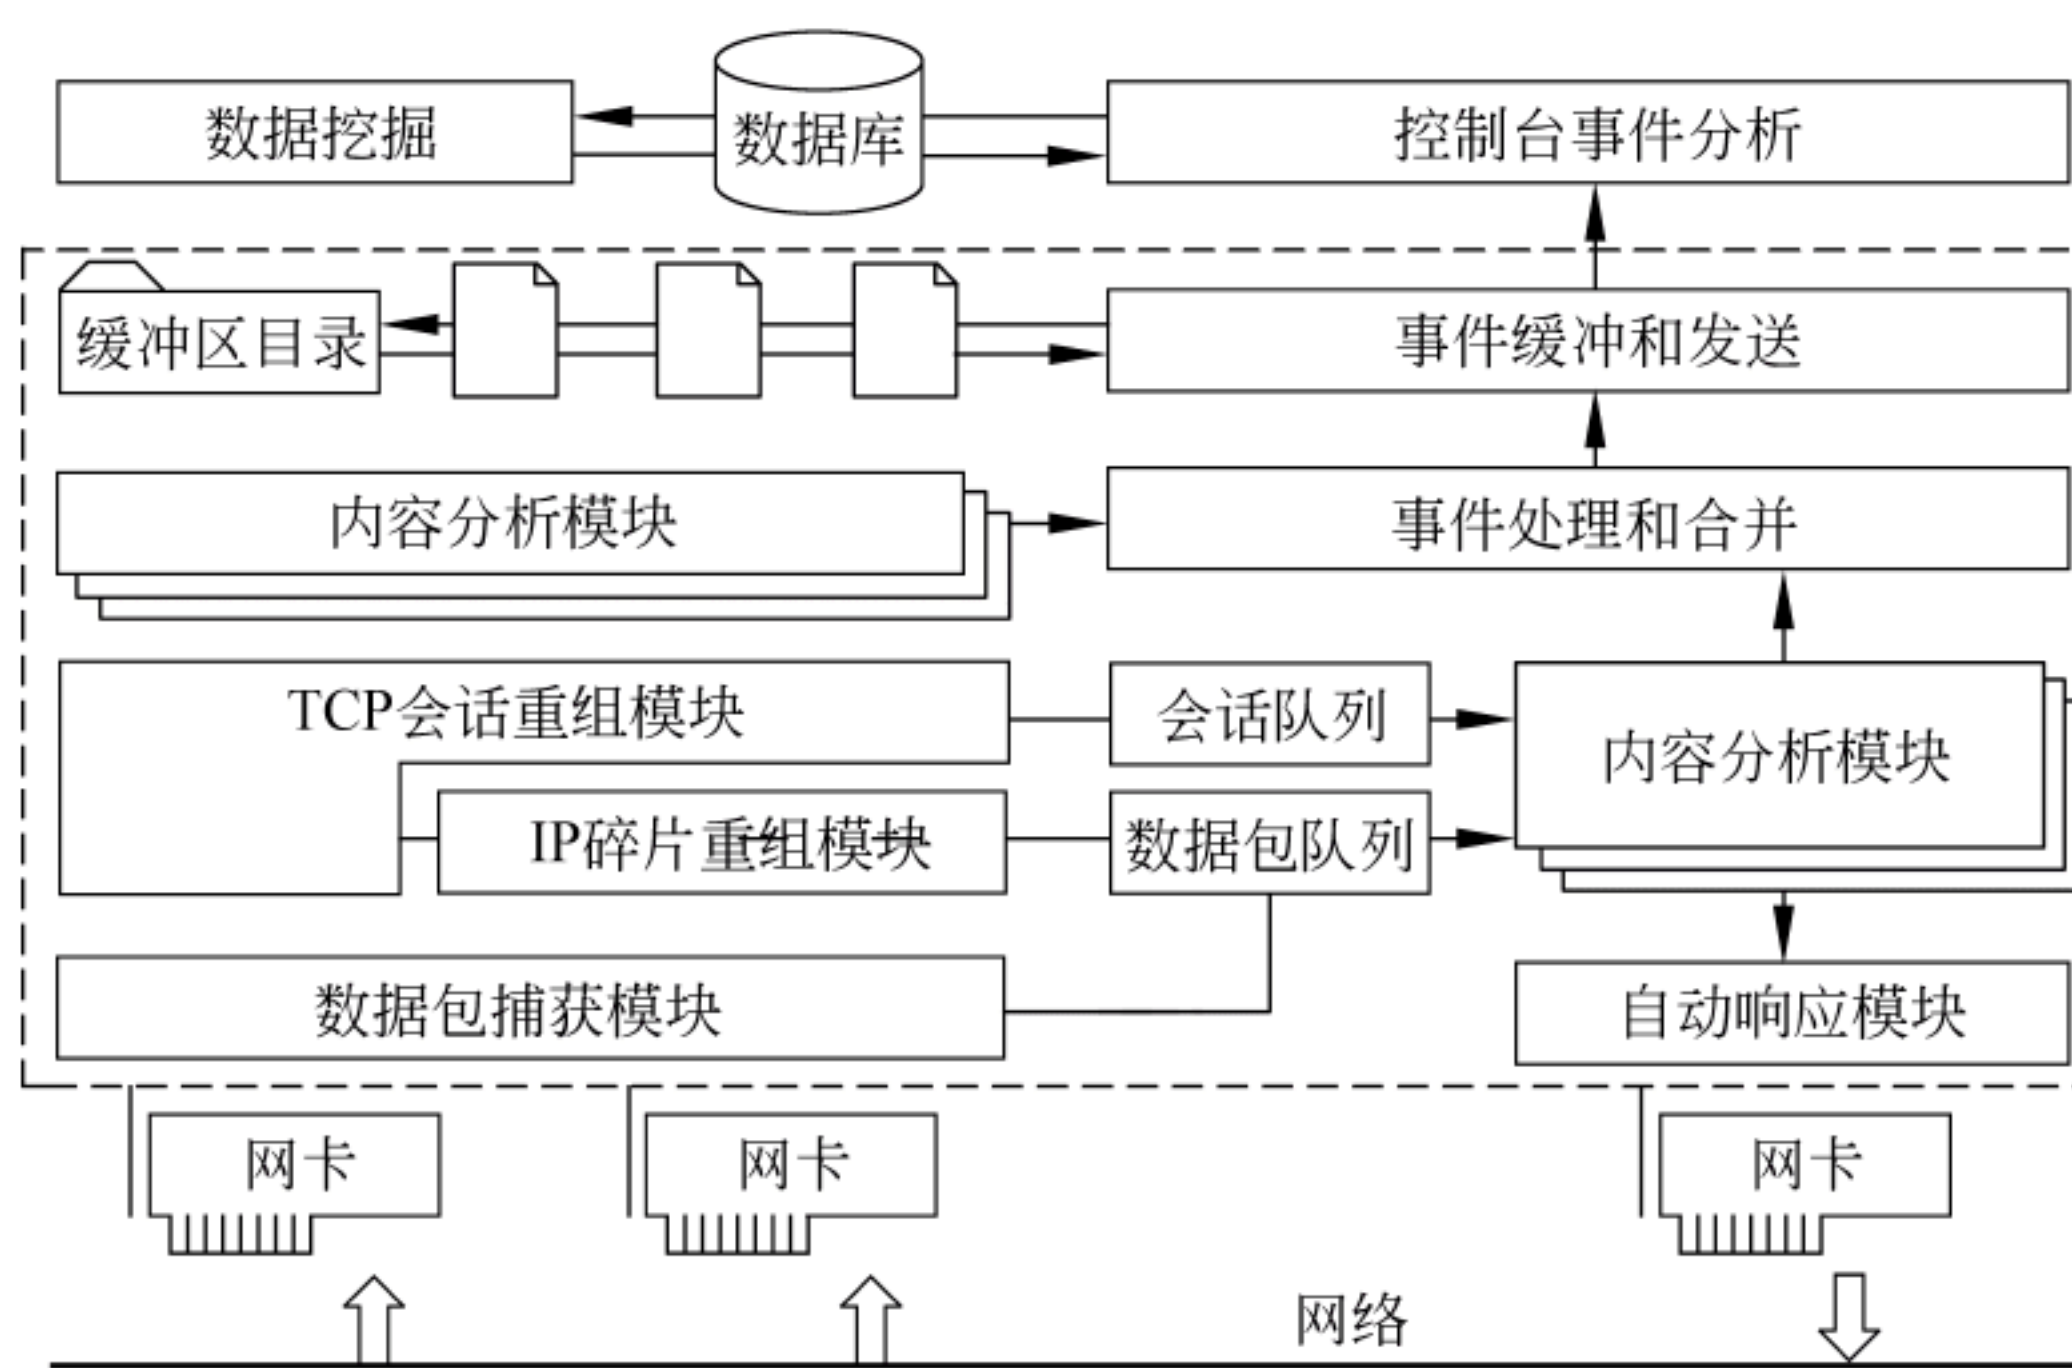 数据挖掘
数据库
控制台事件分析
缓冲区目录
事件缓冲和发送
内容分析模块
事件处理和合并
TCP会话重组模块
会话队列
内容分析模块
IP碎片重组模块
数据包队列
数据包捕获模块
自动响应模块
网卡
网卡
网卡
网络